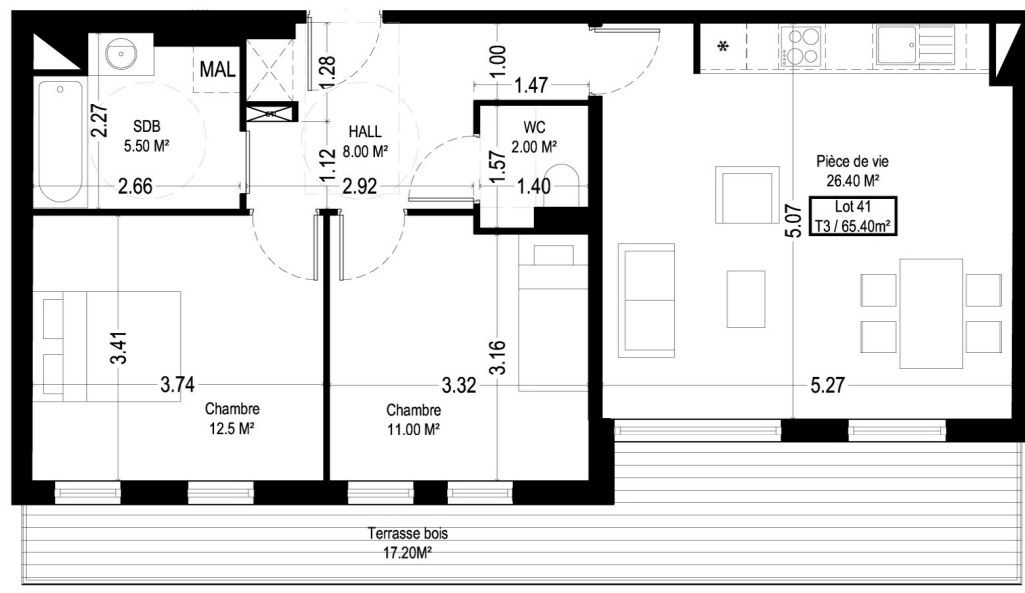 MAL
*
1.28
1.00
1.47
2.27
SDB
5.50 M²
HALL
8.00 M²
WC
2.00 M²
1.12
1.57
2.66
2.92
1.40
Pièce de vie
26.40 M²
Lot 41
T3 / 65.40m²
5.07
3.41
3.74
3.16
3.32
5.27
Chambre
12.5 M²
Chambre
11.00 M²
Terrasse bois
17.20M²